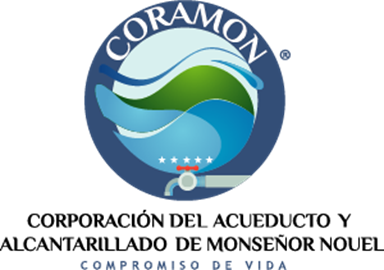 CORAMON
®
CORPORACIÓN DEL ACUEDUCTO Y
ALCANTARILLADO DE MONSEÑOR NOUEL
COMPROMISO DE VIDA